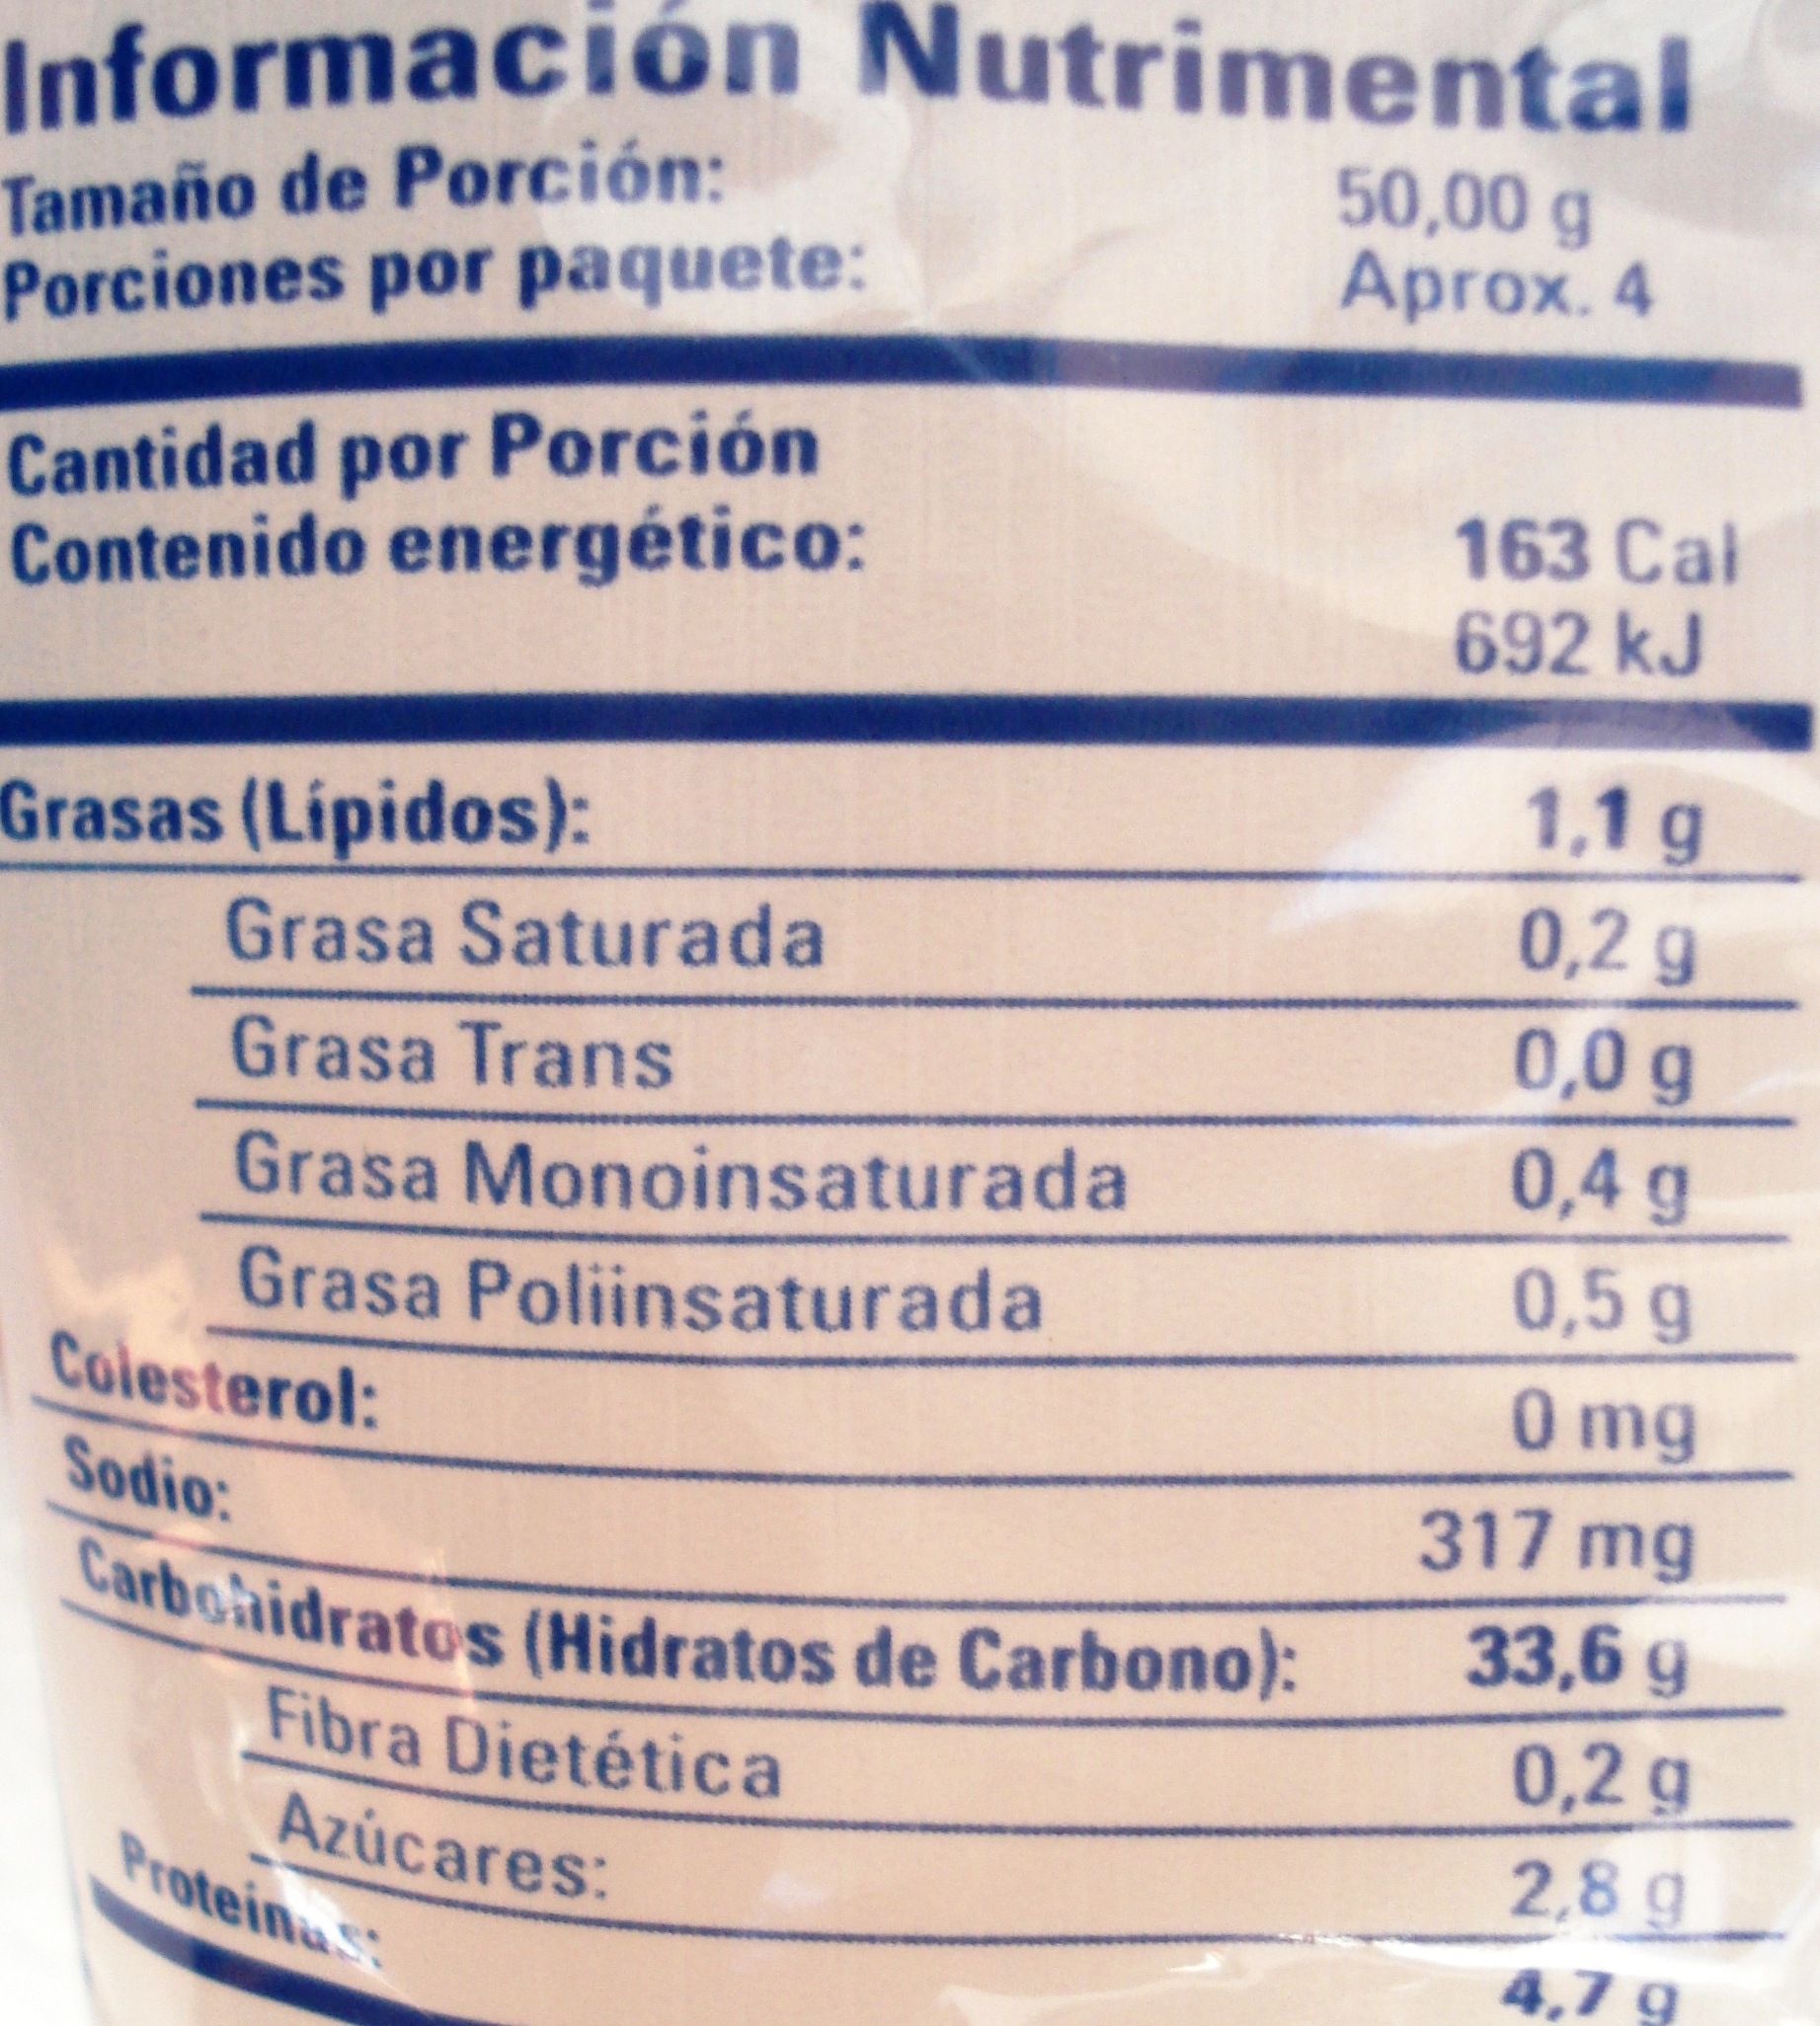 Información Nutrimental
Tamaño de Porción: 50,00 g
Porciones por paquete: Aprox. 4
Cantidad por Porción
Contenido energético: 163 Cal
692 kJ
Grasas (Lípidos): 1,1 g
Grasa Saturada 0,2 g
Grasa Trans 0,0 g
Grasa Monoinsaturada 0,4 g
Grasa Poliinsaturada 0,5 g
Colesterol: 0 mg
Sodio: 317 mg
Carbohidratos (Hidratos de Carbono): 33,6 g
Fibra Dietética 0,2 g
Azúcares: 2,8 g
Proteinas: 4,7 g